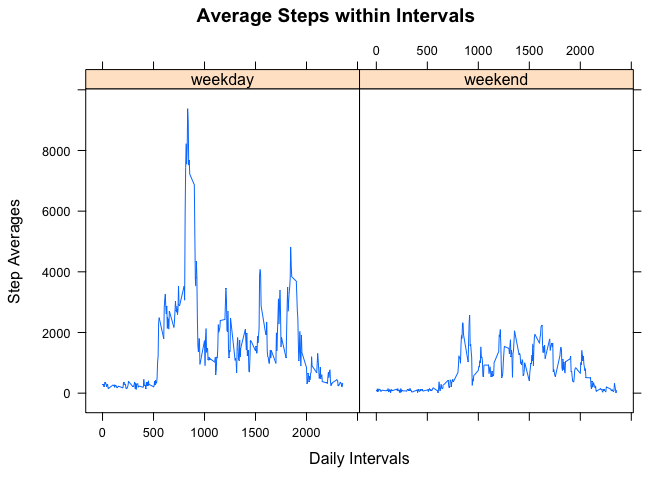 Average Steps within Intervals
0 500 1000 1500 2000
weekday weekend
8000
6000
4000
2000
0
Step Averages
0 500 1000 1500 2000
Daily Intervals